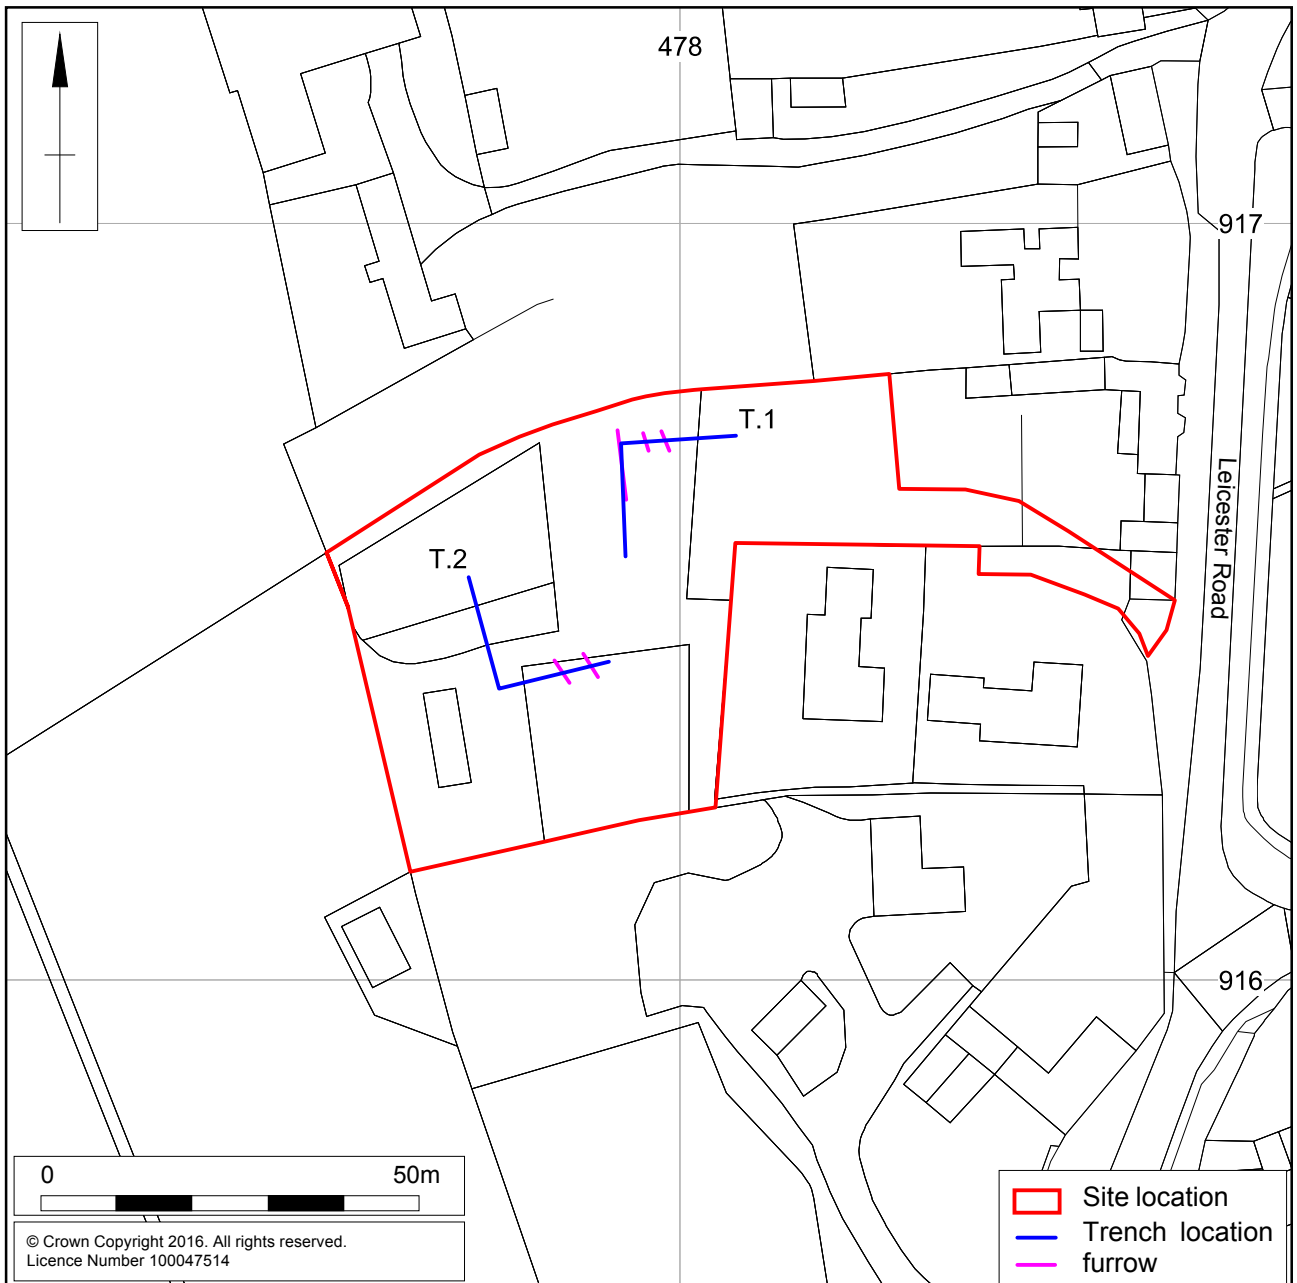 478
917
T.1
T.2
Leicester Road
916
0 50m
© Crown Copyright 2016. All rights reserved.
Licence Number 100047514
Site location
Trench location
furrow